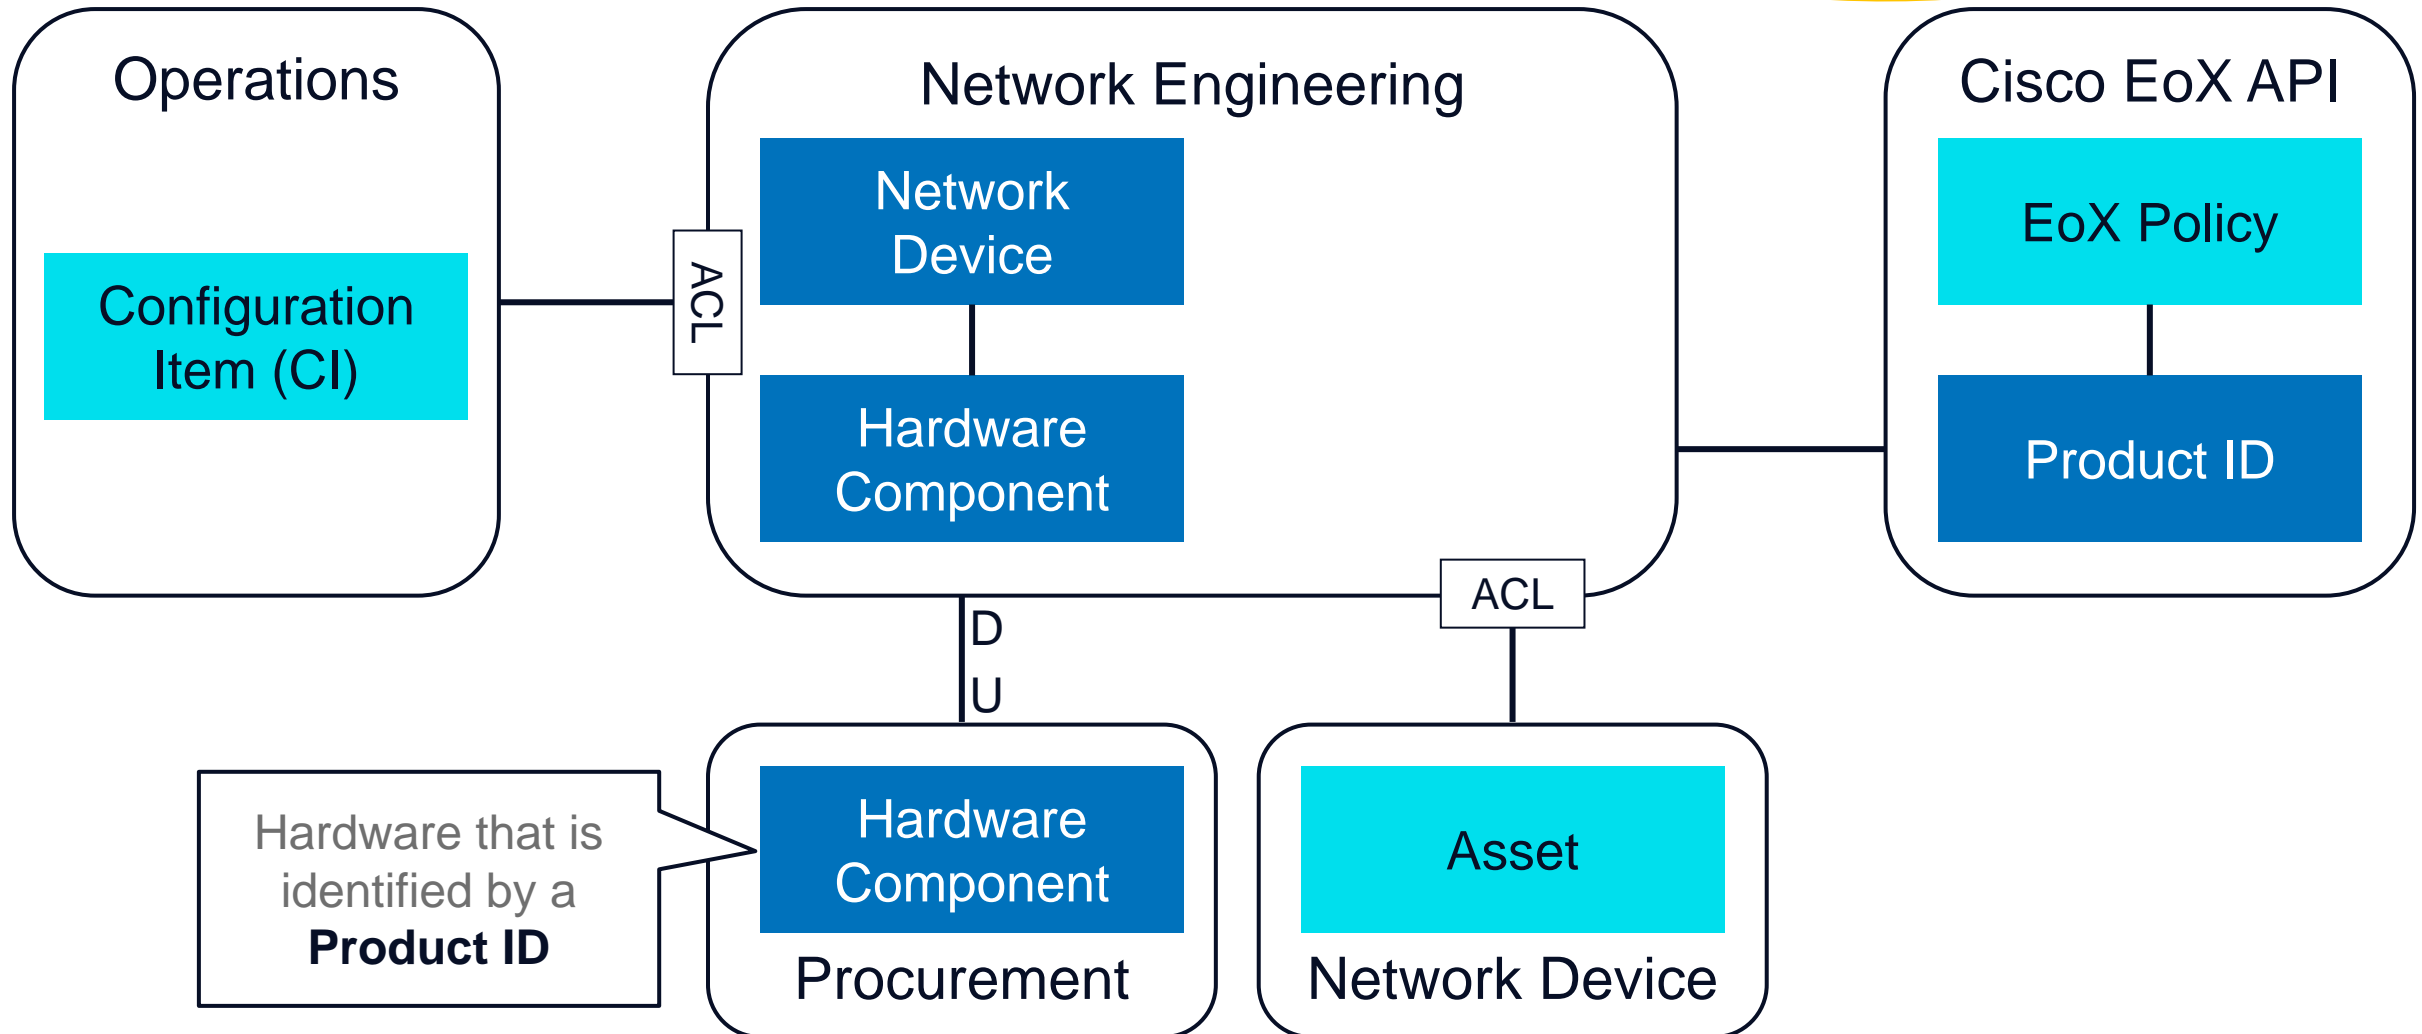 Operations
Configuration
Item (CI)
ACL
Network Engineering
Network
Device
Hardware
Component
Cisco EoX API
EoX Policy
Product ID
ACL
D
U
Hardware that is
identified by a
Product ID
Hardware
Component
Procurement
Asset
Network Device